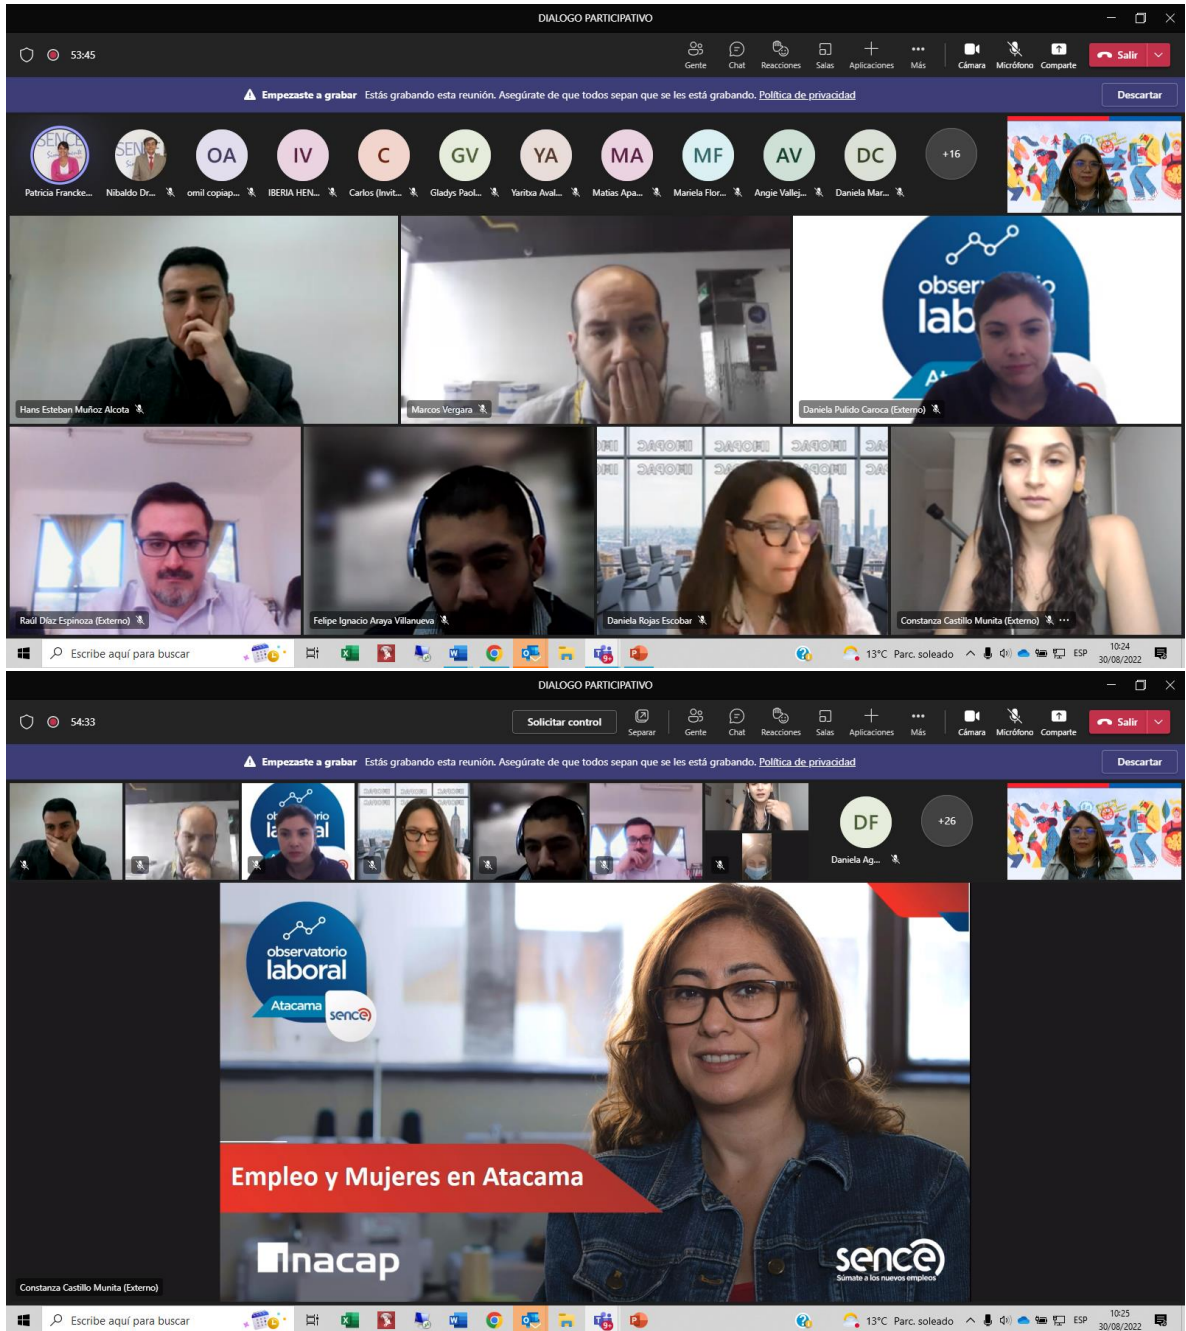 DIALOGO PARTICIPATIVO
53:45
Gente
Chat
Reacciones
Salas
Aplicaciones
Más
Cámara
Micrófono
Comparte
Salir
Empezaste a grabar Estás grabando esta reunión. Asegúrate de que todos sepan que se les está grabando. Política de privacidad
Descartar
SENCE
SENC
OA
IV
C
GV
YA
MA
MF
AV
DC
+16
Patricia Francke...
Nibaldo Dr...
omil copiap...
IBERIA HEN...
Carlos (Invit...
Gladys Paol...
Yaritxa Aval...
Matias Apa...
Mariela Flor...
Angie Vallej...
Daniela Mar...
Hans Esteban Muñoz Alcota
Marcos Vergara
observatorio
lab
Daniela Pulido Caroca (Externo)
Raúl Díaz Espinoza (Externo)
Felipe Ignacio Araya Villanueva
Daniela Rojas Escobar
Constanza Castillo Munita (Externo)
Escribe aquí para buscar
13°C Parc. soleado
ESP
10:24
30/08/2022
DIALOGO PARTICIPATIVO
54:33
Solicitar control
Separar
Gente
Chat
Reacciones
Salas
Aplicaciones
Más
Cámara
Micrófono
Comparte
Salir
Empezaste a grabar Estás grabando esta reunión. Asegúrate de que todos sepan que se les está grabando. Política de privacidad
Descartar
DF
+26
Daniela Ag...
observatorio
laboral
Atacama
sence
Empleo y Mujeres en Atacama
inacap
sence
Súmate a los nuevos empleos
Constanza Castillo Munita (Externo)
Escribe aquí para buscar
13°C Parc. soleado
ESP
10:25
30/08/2022